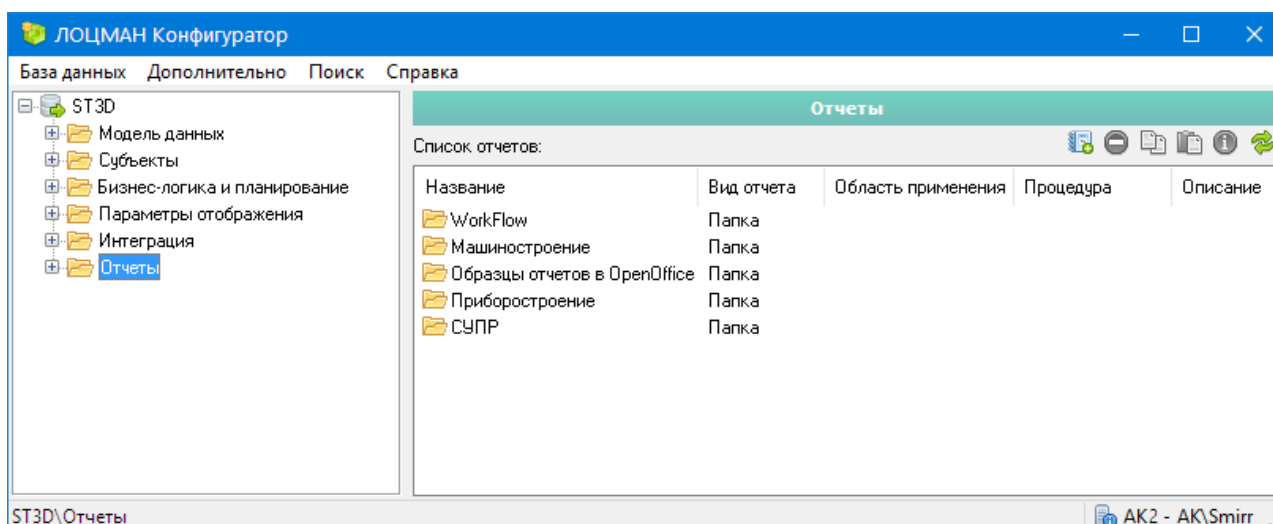 ЛОЦМАН Конфигуратор
База данных Дополнительно Поиск Справка
ST3D
Модель данных
Субъекты
Бизнес-логика и планирование
Параметры отображения
Интеграция
Отчеты
Отчеты
Список отчетов:
Название Вид отчета Область применения Процедура Описание
WorkFlow Папка
Машиностроение Папка
Образцы отчетов в OpenOffice Папка
Приборостроение Папка
СУПР Папка
ST3D\Отчеты AK2 - AK\Smirr